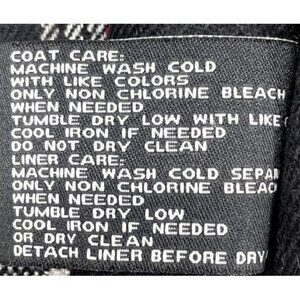 COAT CARE:
MACHINE WASH COLD
WITH LIKE COLORS
ONLY NON CHLORINE BLEACH
WHEN NEEDED
TUMBLE DRY LOW WITH LIKE
COOL IRON IF NEEDED
DO NOT DRY CLEAN
LINER CARE:
MACHINE WASH COLD
ONLY NON CHLORINE BLEACH
WHEN NEEDED
TUMBLE DRY LOW
COOL IRON IF NEEDED
OR DRY CLEAN
DETACH LINER BEFORE DRY